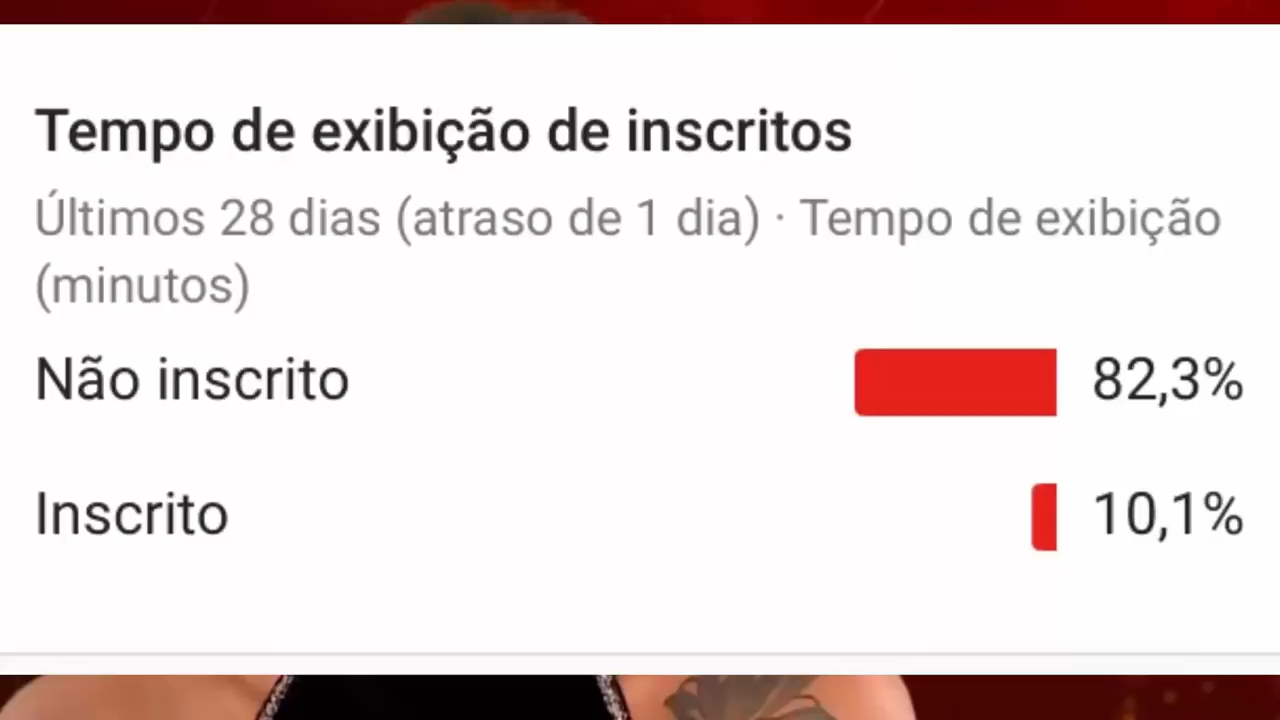 Tempo de exibição de inscritos
Últimos 28 dias (atraso de 1 dia) · Tempo de exibição
(minutos)
Não inscrito 82,3%
Inscrito 10,1%